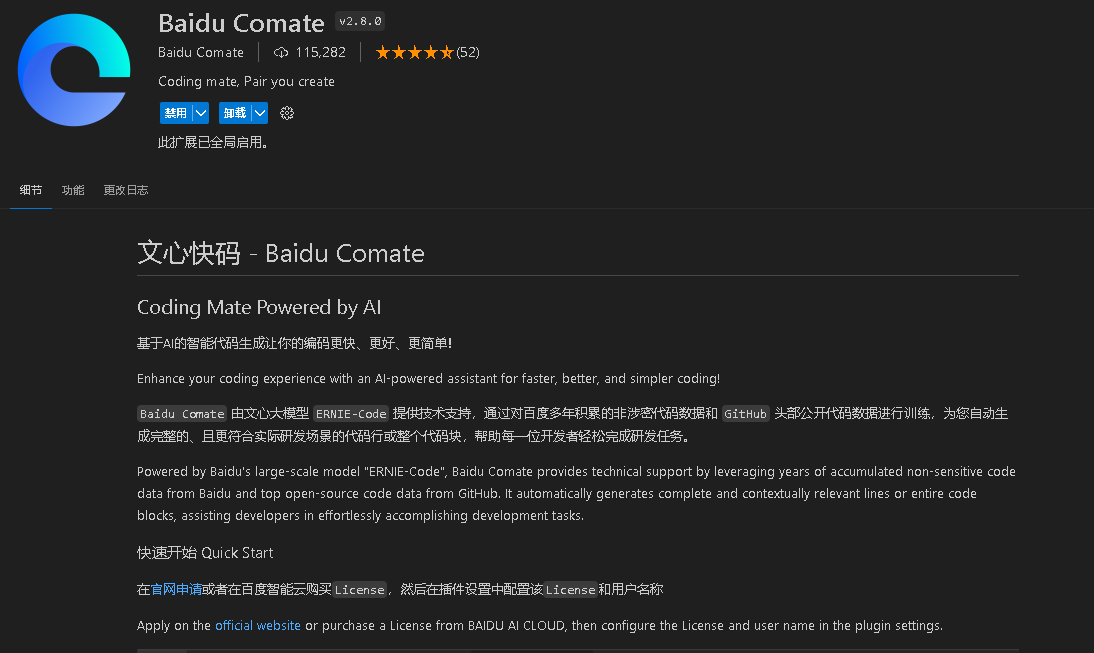 Baidu Comate v2.8.0
Baidu Comate 115,282 (52)
Coding mate, Pair you create
禁用 卸载
此扩展已全局启用。
细节 功能 更改日志
文心快码 - Baidu Comate
Coding Mate Powered by AI
基于AI的智能代码生成让你的编码更快、更好、更简单!
Enhance your coding experience with an AI-powered assistant for faster, better, and simpler coding!
Baidu Comate 由文心大模型 ERNIE-Code 提供技术支持，通过对百度多年积累的非涉密代码数据和 GitHub 头部公开代码数据进行训练，为您自动生
成完整的、且更符合实际研发场景的代码行或整个代码块，帮助每一位开发者轻松完成研发任务。
Powered by Baidu's large-scale model "ERNIE-Code", Baidu Comate provides technical support by leveraging years of accumulated non-sensitive code
data from Baidu and top open-source code data from GitHub. It automatically generates complete and contextually relevant lines or entire code
blocks, assisting developers in effortlessly accomplishing development tasks.
快速开始 Quick Start
在官网申请或者在百度智能云购买License，然后在插件设置中配置该License和用户名称
Apply on the official website or purchase a License from BAIDU AI CLOUD, then configure the License and user name in the plugin settings.